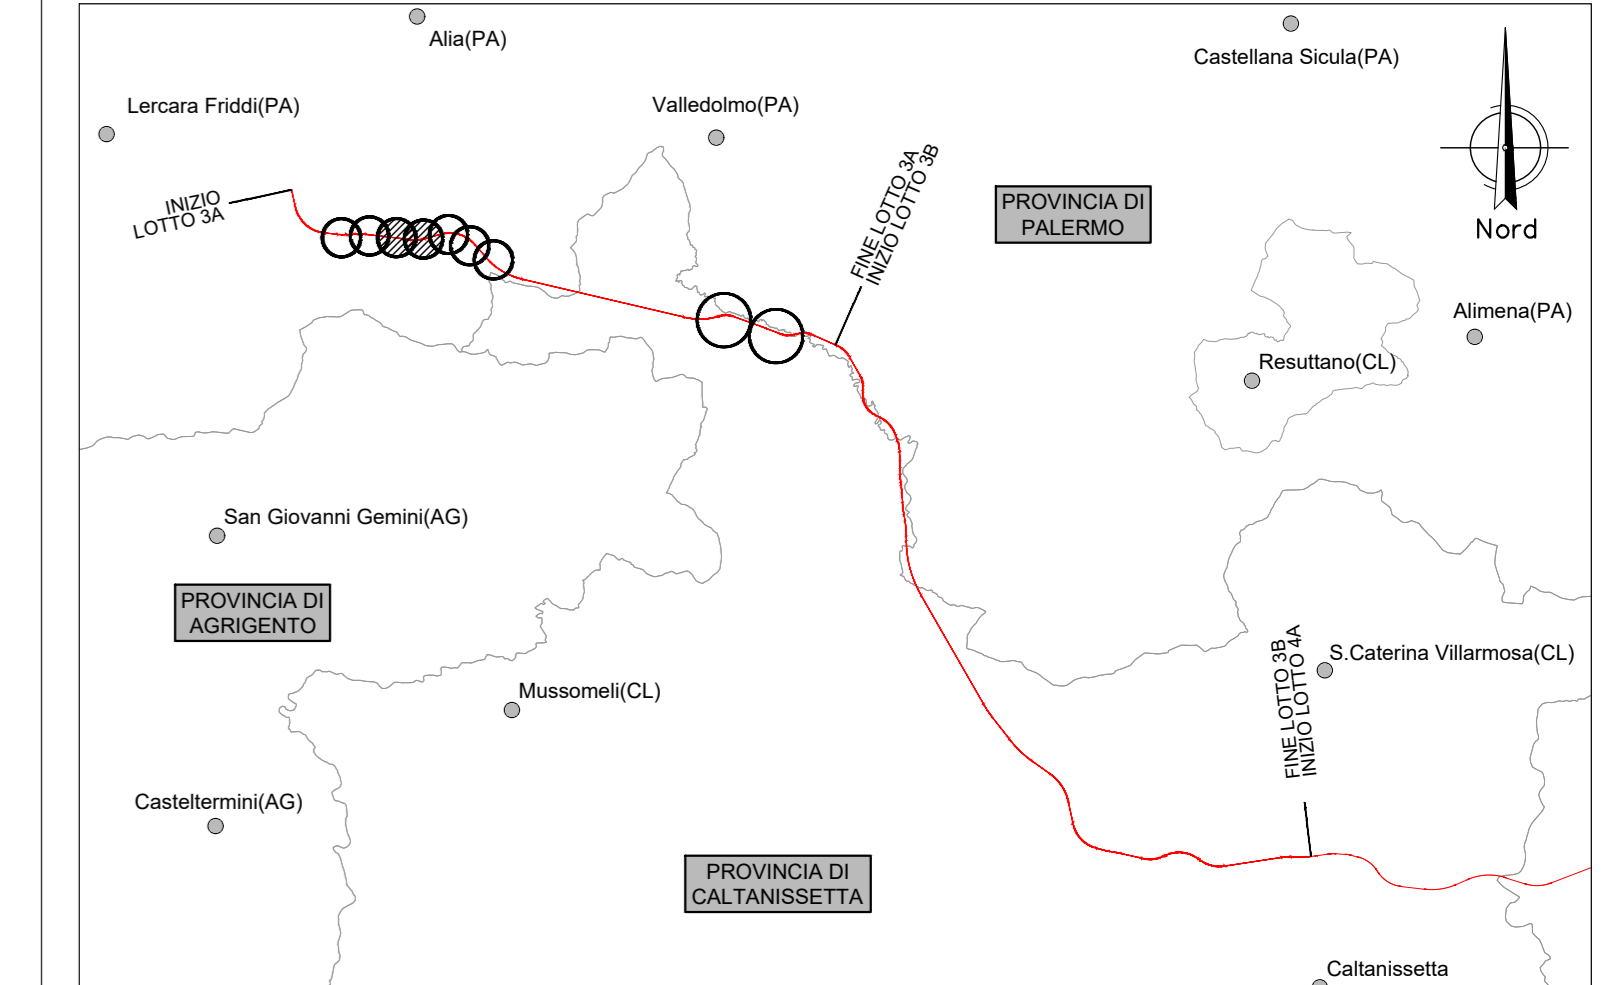 Alia(PA)
Castellana Sicula(PA)
Lercara Friddi(PA)
Valledolmo(PA)
INIZIO
LOTTO 3A
FINE LOTTO 3A
INIZIO LOTTO 3B
PROVINCIA DI
PALERMO
Nord
Alimena(PA)
Resuttano(CL)
San Giovanni Gemini(AG)
PROVINCIA DI
AGRIGENTO
FINE LOTTO 3B
INIZIO LOTTO 4A
S.Caterina Villarmosa(CL)
Mussomeli(CL)
Casteltermini(AG)
PROVINCIA DI
CALTANISSETTA
Caltanissetta